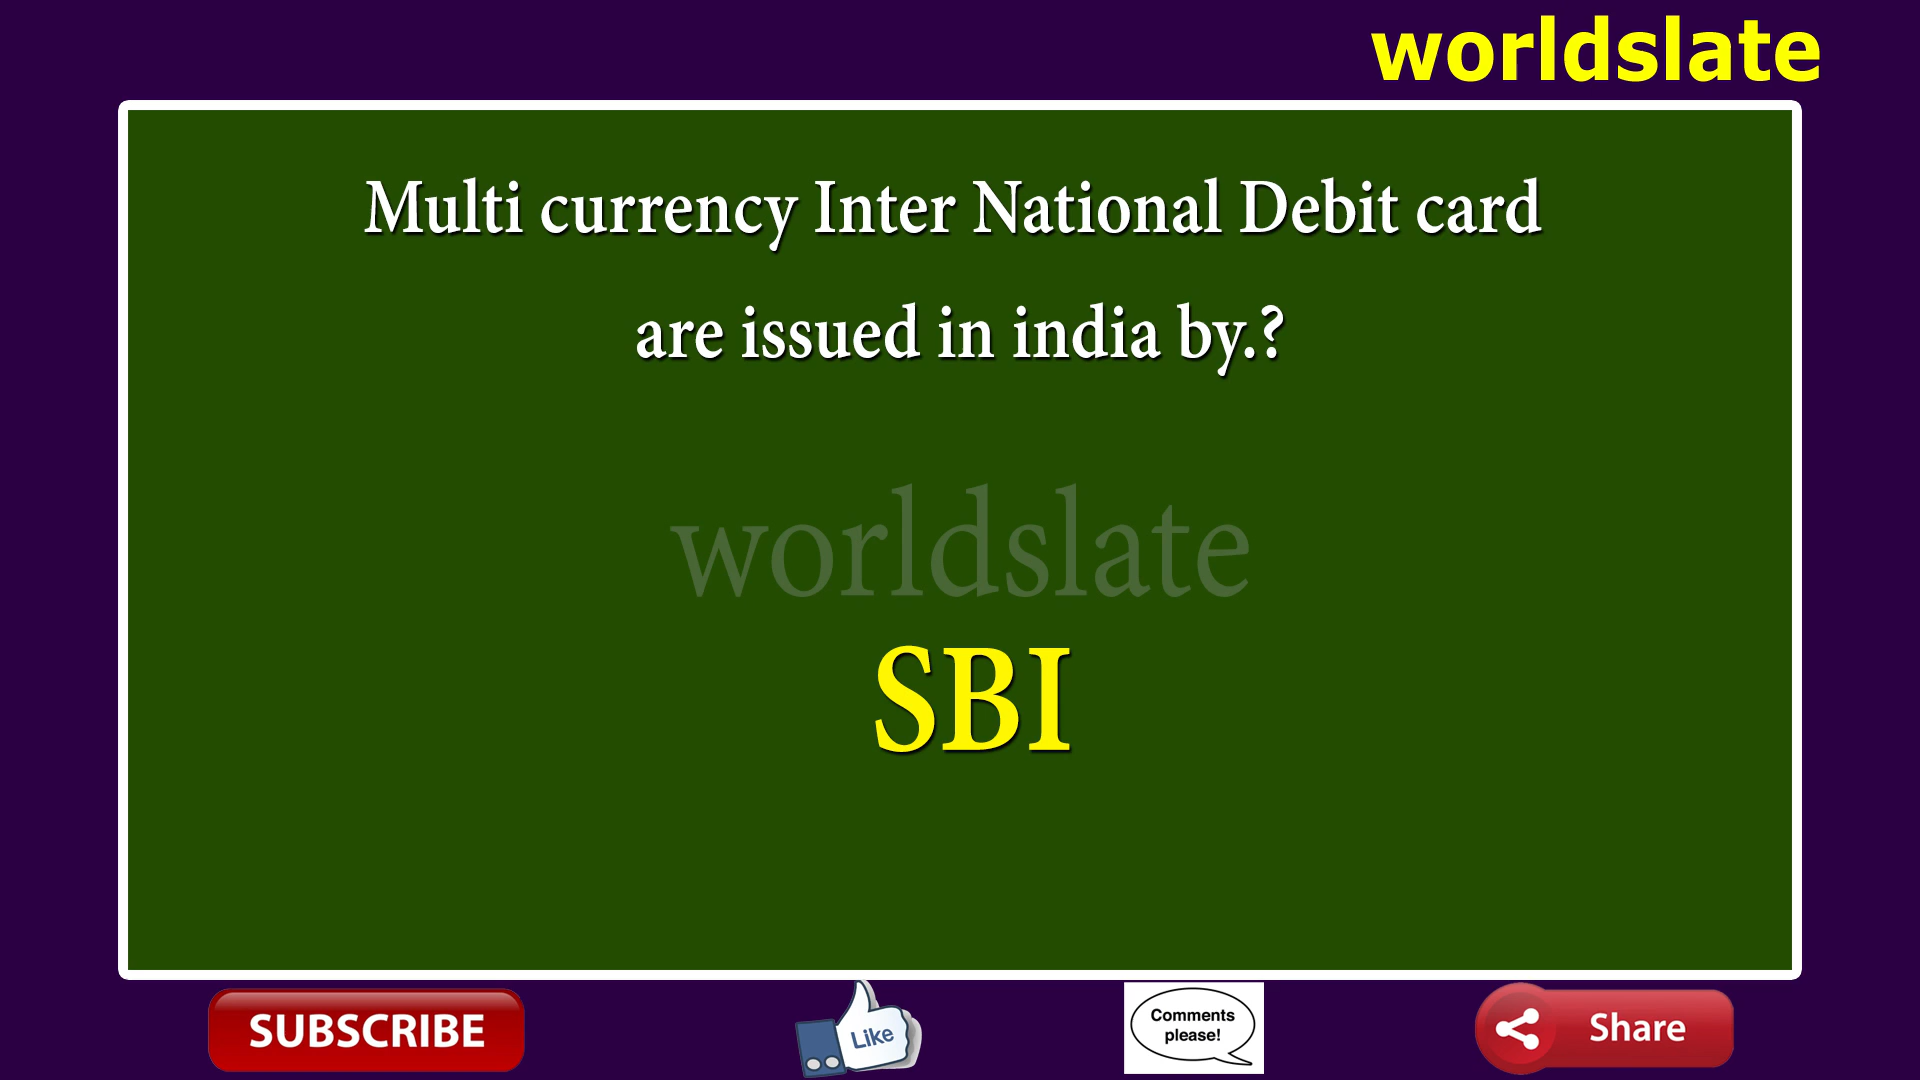 worldslate
Multi currency Inter National Debit card
are issued in india by.?
worldslate
SBI
SUBSCRIBE
Like
Comments
please!
Share